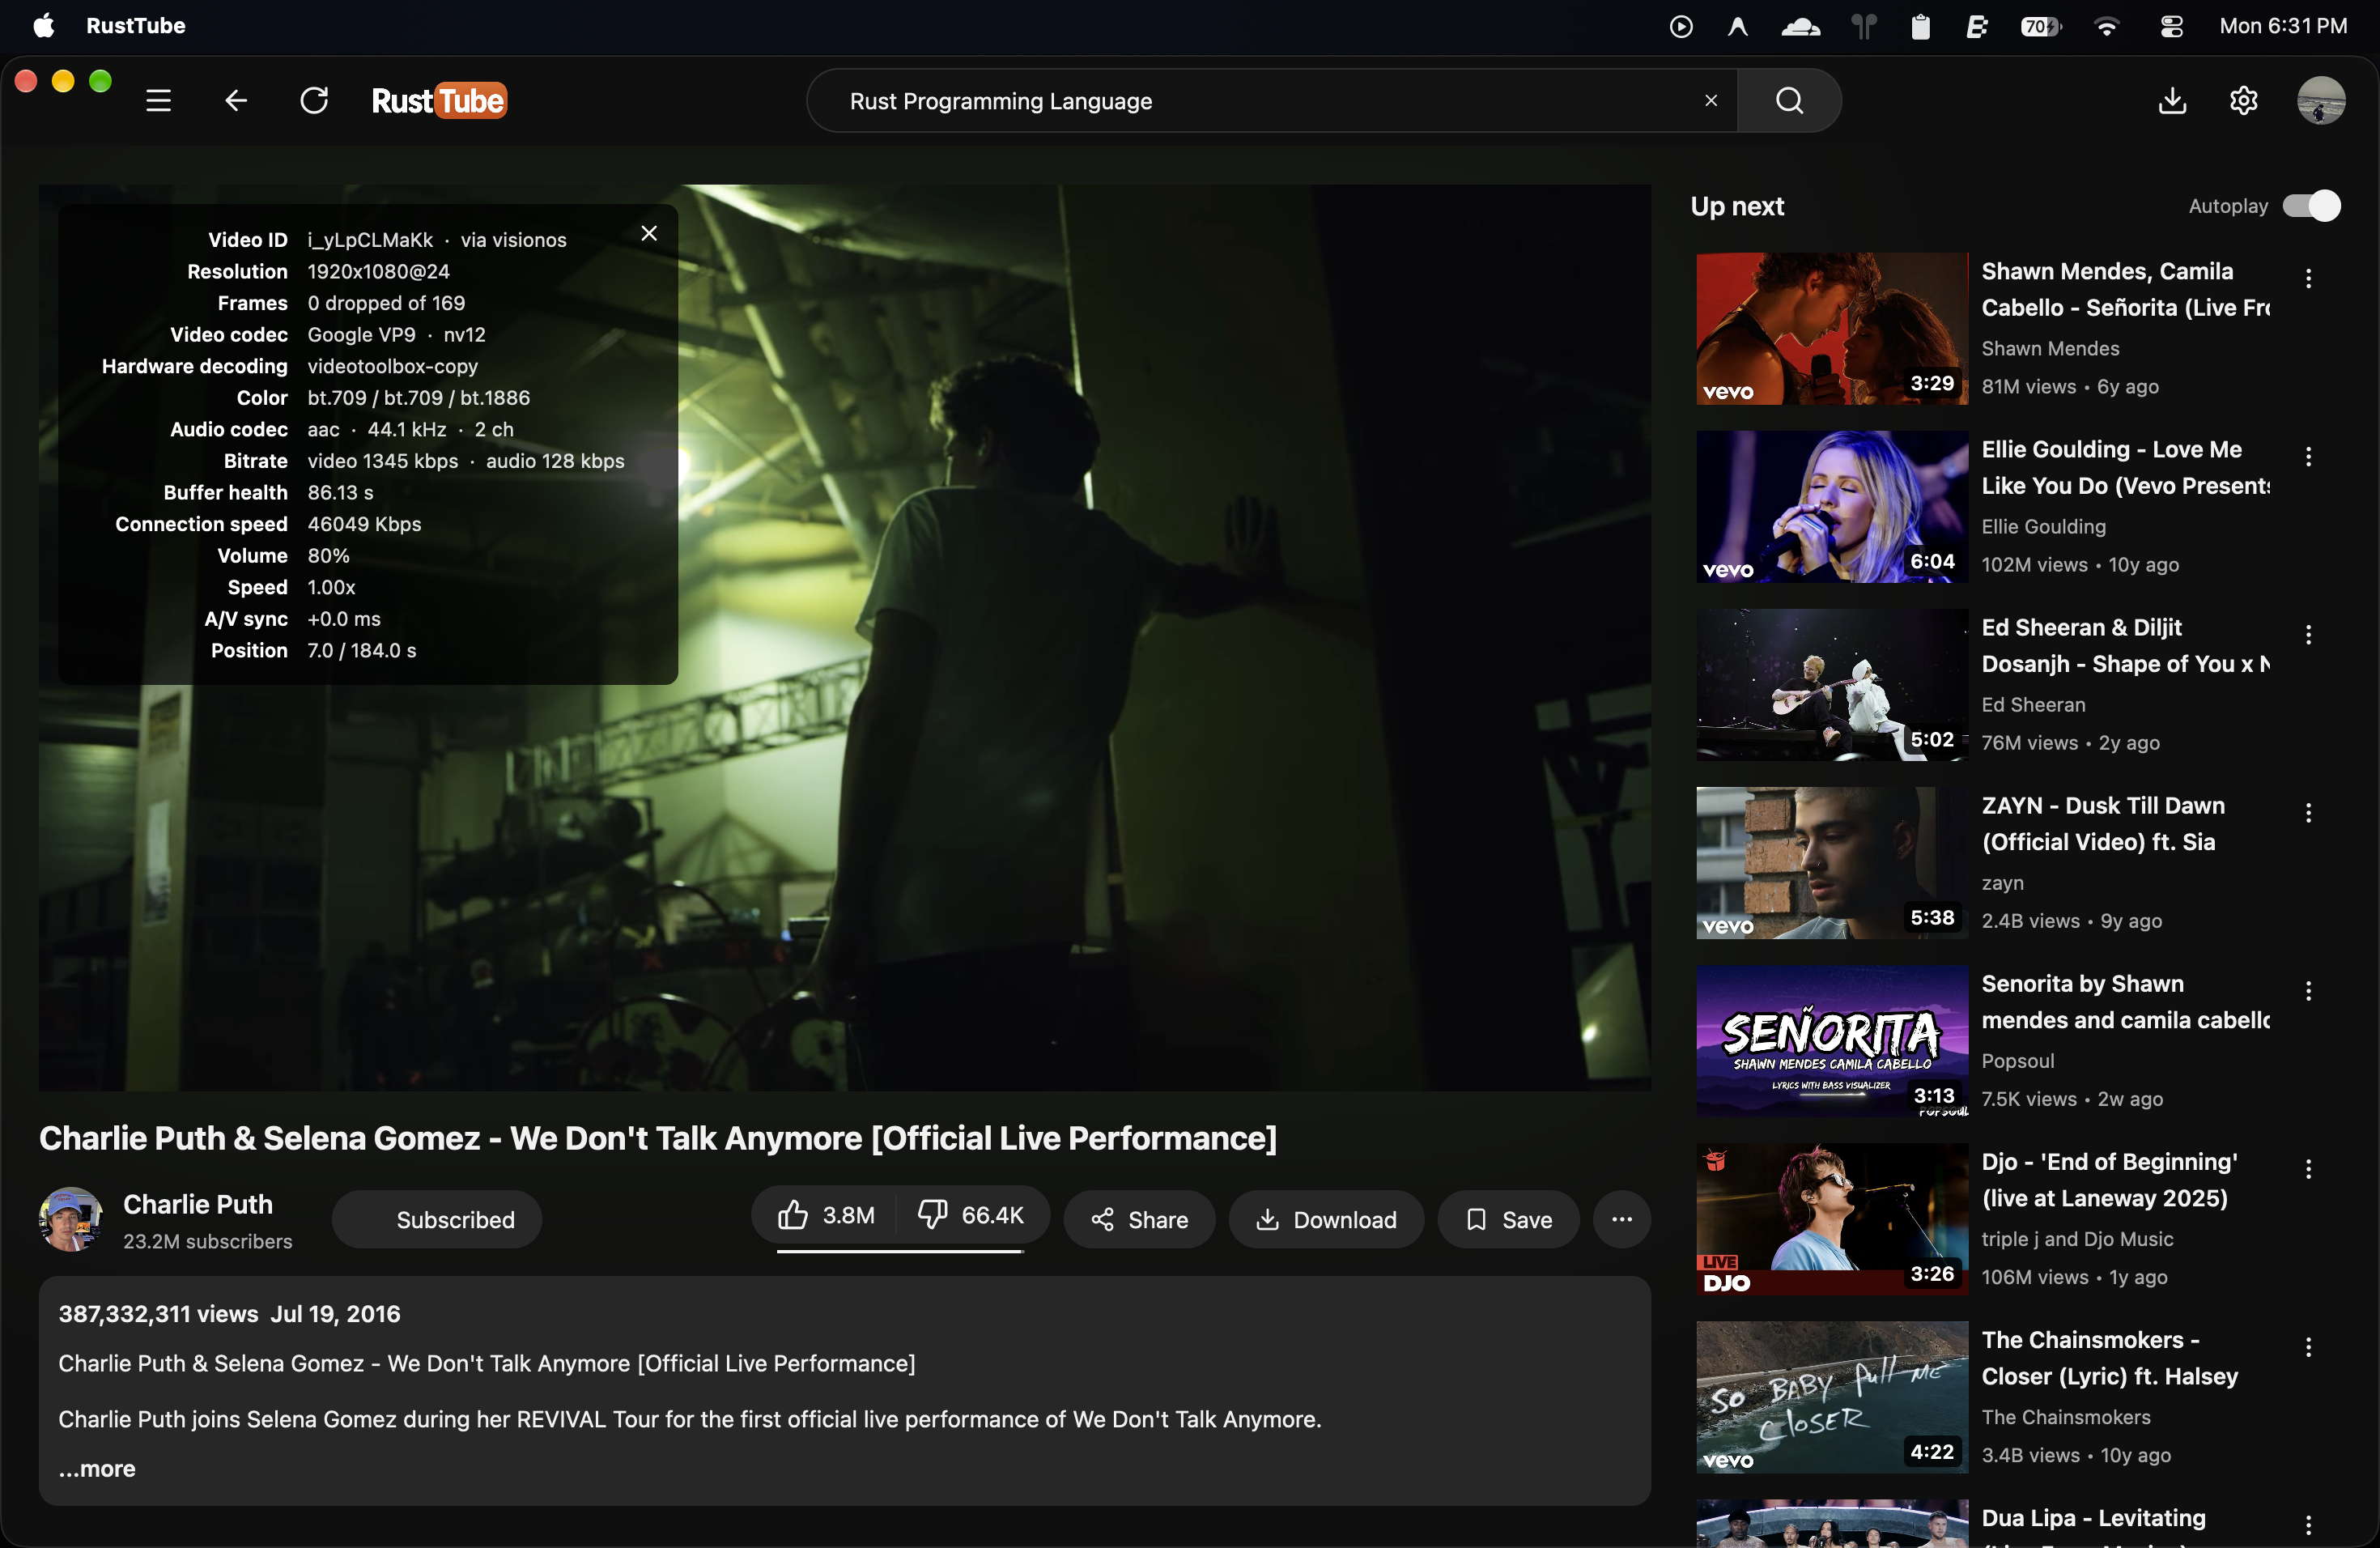 RustTube
70
Mon 6:31 PM
RustTube
Rust Programming Language
Video ID i_yLpCLMaKk · via visionos
Resolution 1920x1080@24
Frames 0 dropped of 169
Video codec Google VP9 · nv12
Hardware decoding videotoolbox-copy
Color bt.709 / bt.709 / bt.1886
Audio codec aac · 44.1 kHz · 2 ch
Bitrate video 1345 kbps · audio 128 kbps
Buffer health 86.13 s
Connection speed 46049 Kbps
Volume 80%
Speed 1.00x
A/V sync +0.0 ms
Position 7.0 / 184.0 s
Charlie Puth & Selena Gomez - We Don't Talk Anymore [Official Live Performance]
Charlie Puth
23.2M subscribers
Subscribed
3.8M
66.4K
Share
Download
Save
387,332,311 views Jul 19, 2016
Charlie Puth & Selena Gomez - We Don't Talk Anymore [Official Live Performance]
Charlie Puth joins Selena Gomez during her REVIVAL Tour for the first official live performance of We Don't Talk Anymore.
...more
Up next
Autoplay
vevo
3:29
Shawn Mendes, Camila
Cabello - Señorita (Live Fro
Shawn Mendes
81M views • 6y ago
vevo
6:04
Ellie Goulding - Love Me
Like You Do (Vevo Presents
Ellie Goulding
102M views • 10y ago
5:02
Ed Sheeran & Diljit
Dosanjh - Shape of You x N
Ed Sheeran
76M views • 2y ago
vevo
5:38
ZAYN - Dusk Till Dawn
(Official Video) ft. Sia
zayn
2.4B views • 9y ago
SEÑORITA
SHAWN MENDES CAMILA CABELLO
LYRICS WITH BASS VISUALIZER
3:13
POPSOUL
Senorita by Shawn
mendes and camila cabello
Popsoul
7.5K views • 2w ago
LIVE
DJO
3:26
Djo - 'End of Beginning'
(live at Laneway 2025)
triple j and Djo Music
106M views • 1y ago
SO BABY pull ME
CLOSER
vevo
4:22
The Chainsmokers -
Closer (Lyric) ft. Halsey
The Chainsmokers
3.4B views • 10y ago
Dua Lipa - Levitating